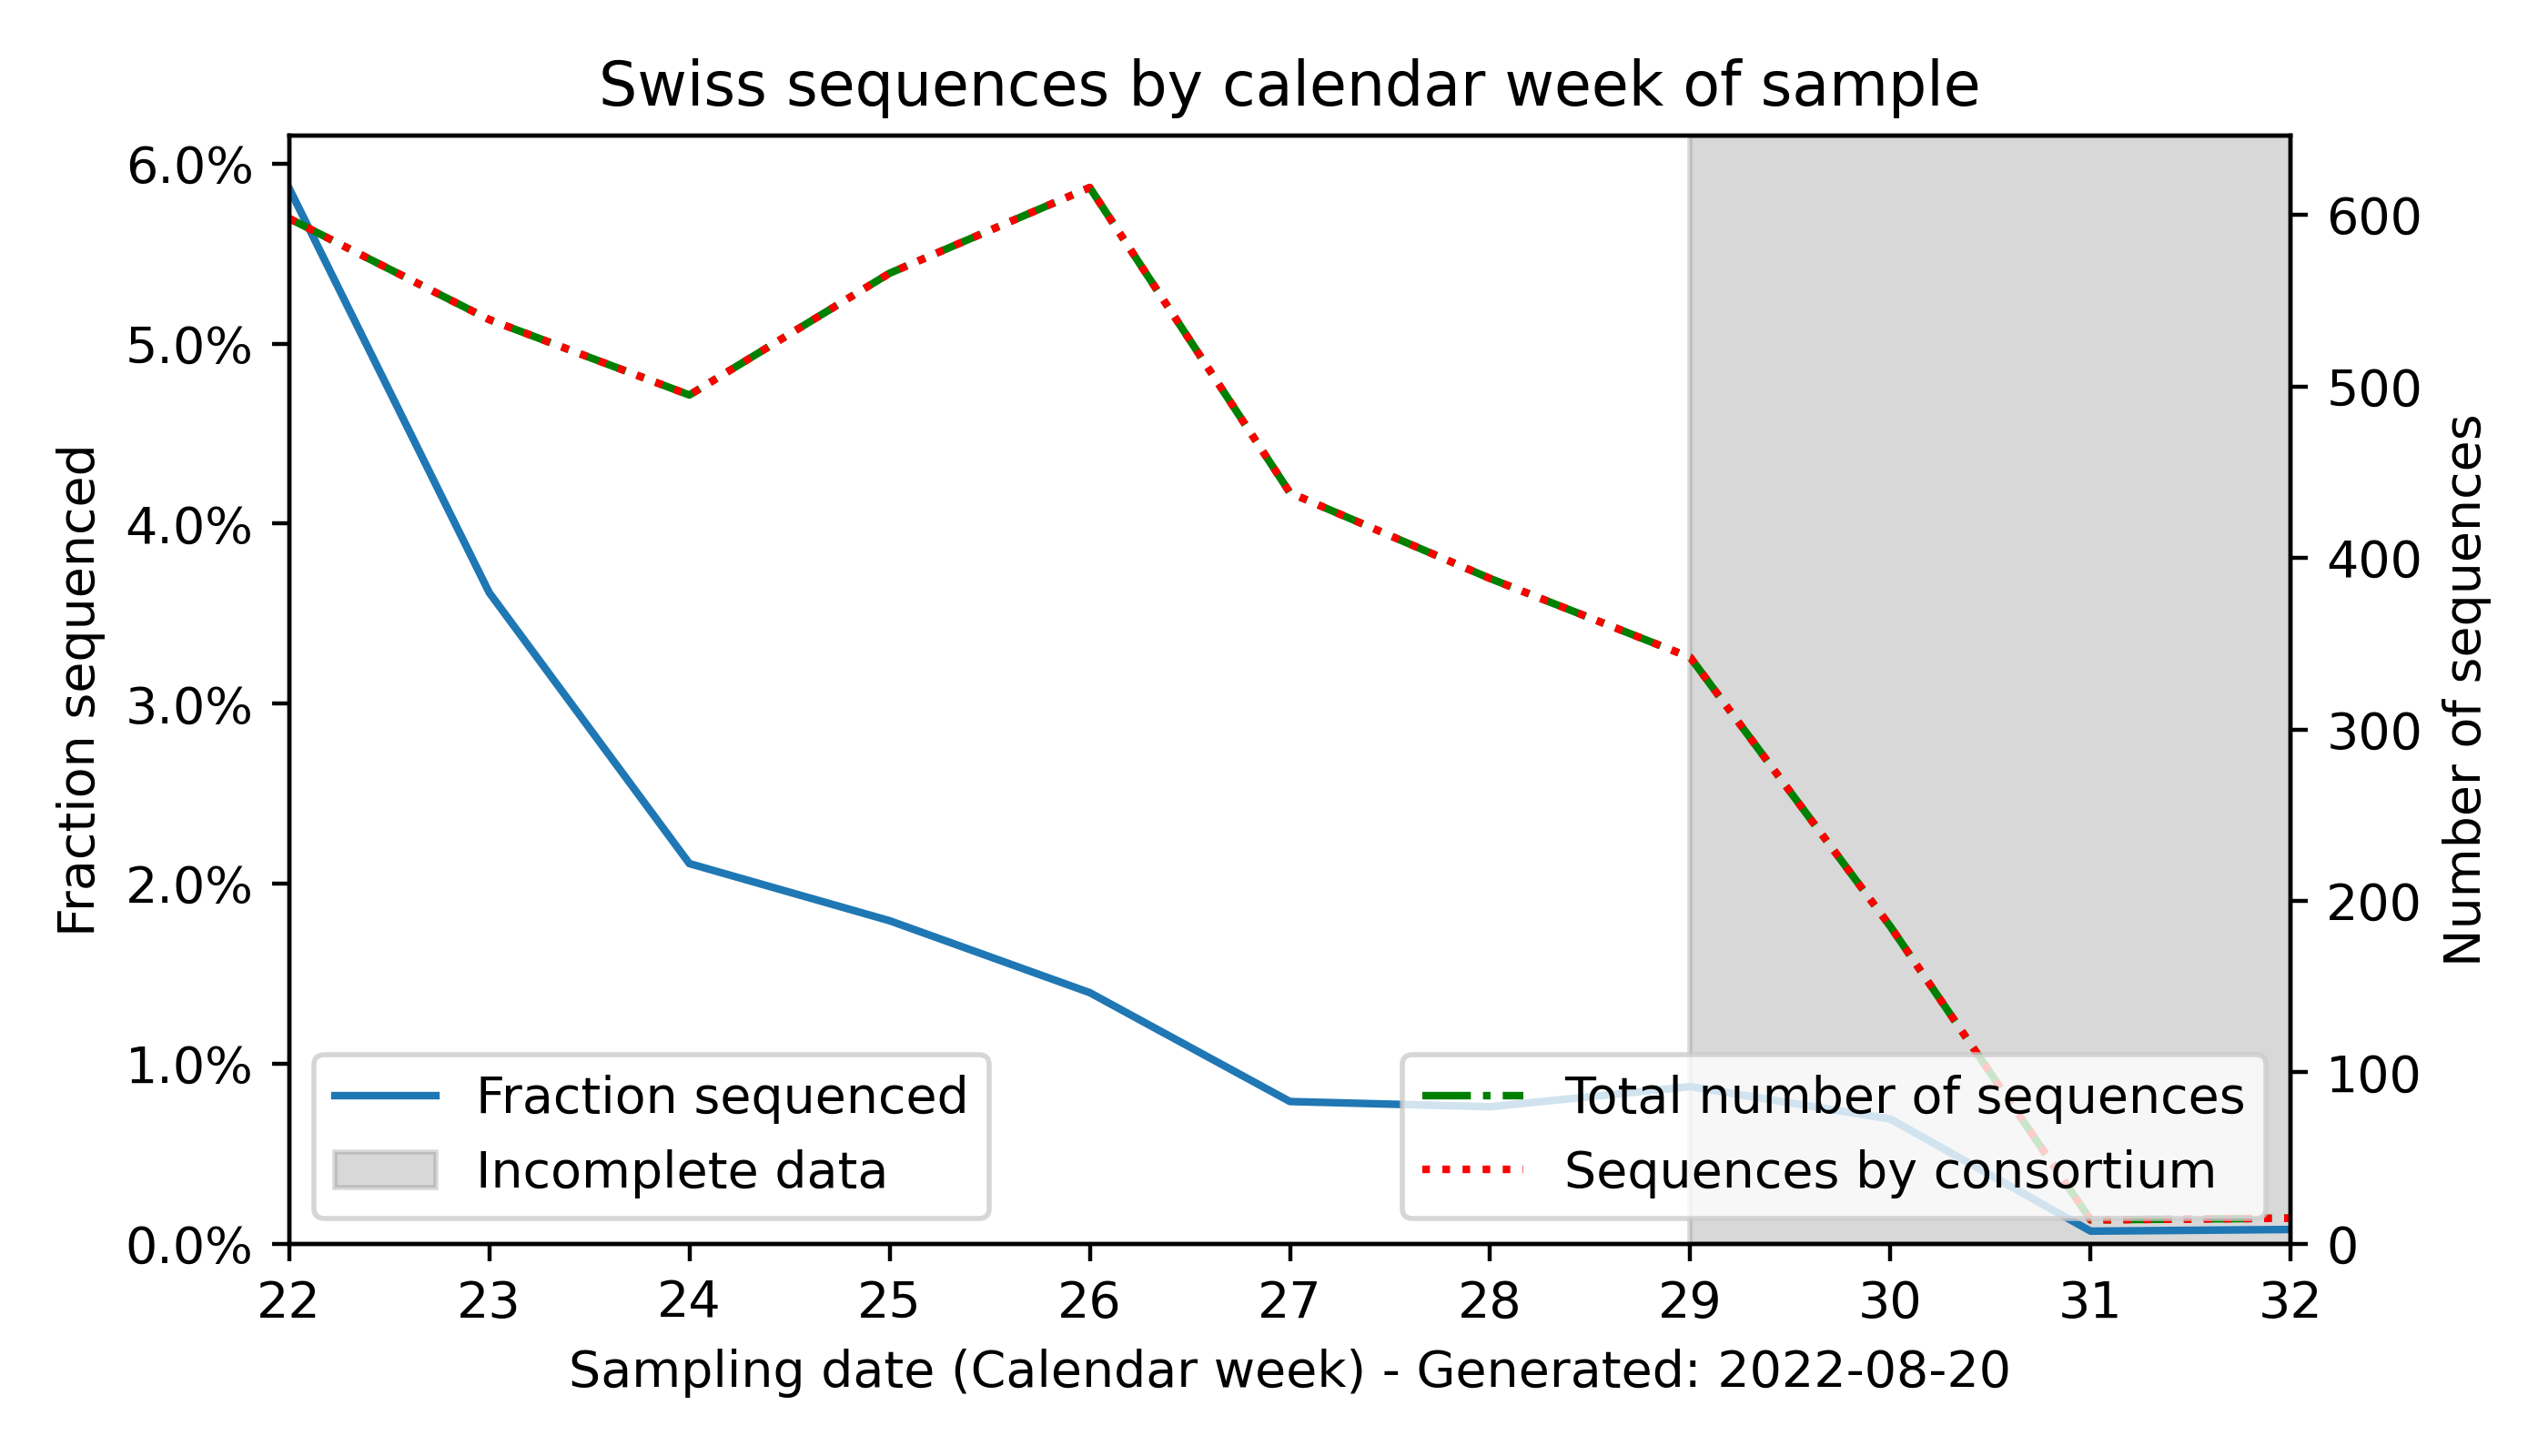 Swiss sequences by calendar week of sample
6.0%
5.0%
4.0%
3.0%
2.0%
1.0%
0.0%
Fraction sequenced
600
500
400
300
200
100
0
Number of sequences
Fraction sequenced
Incomplete data
Total number of sequences
Sequences by consortium
22 23 24 25 26 27 28 29 30 31 32
Sampling date (Calendar week) - Generated: 2022-08-20